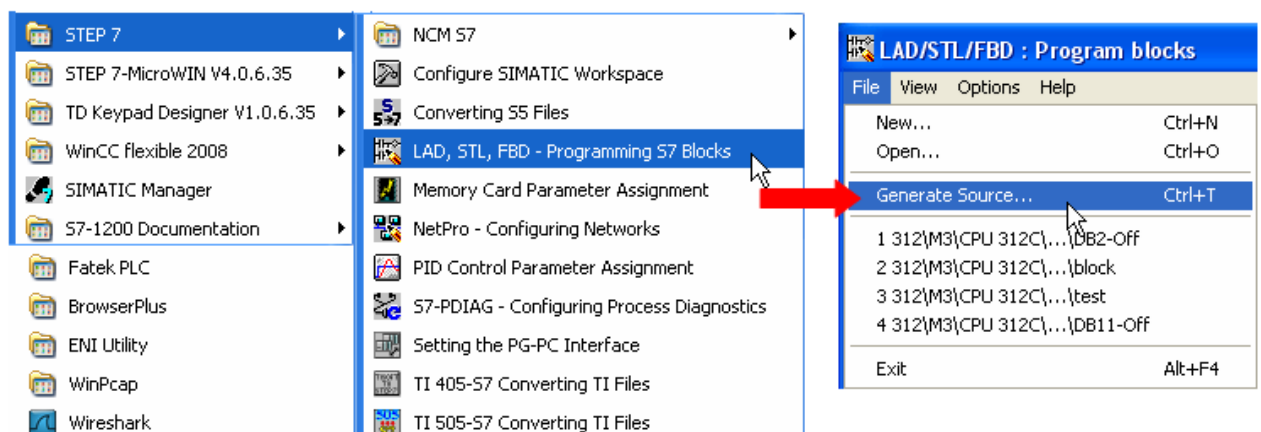 STEP 7
STEP 7-MicroWIN V4.0.6.35
TD Keypad Designer V1.0.6.35
WinCC flexible 2008
SIMATIC Manager
S7-1200 Documentation
Fatek PLC
BrowserPlus
ENI Utility
WinPcap
Wireshark
NCM S7
Configure SIMATIC Workspace
Converting S5 Files
LAD, STL, FBD - Programming S7 Blocks
Memory Card Parameter Assignment
NetPro - Configuring Networks
PID Control Parameter Assignment
S7-PDIAG - Configuring Process Diagnostics
Setting the PG-PC Interface
TI 405-S7 Converting TI Files
TI 505-S7 Converting TI Files
LAD/STL/FBD : Program blocks
File View Options Help
New... Ctrl+N
Open... Ctrl+O
Generate Source... Ctrl+T
1 312\M3\CPU 312C\...\DB2-Off
2 312\M3\CPU 312C\...\block
3 312\M3\CPU 312C\...\test
4 312\M3\CPU 312C\...\DB11-Off
Exit Alt+F4